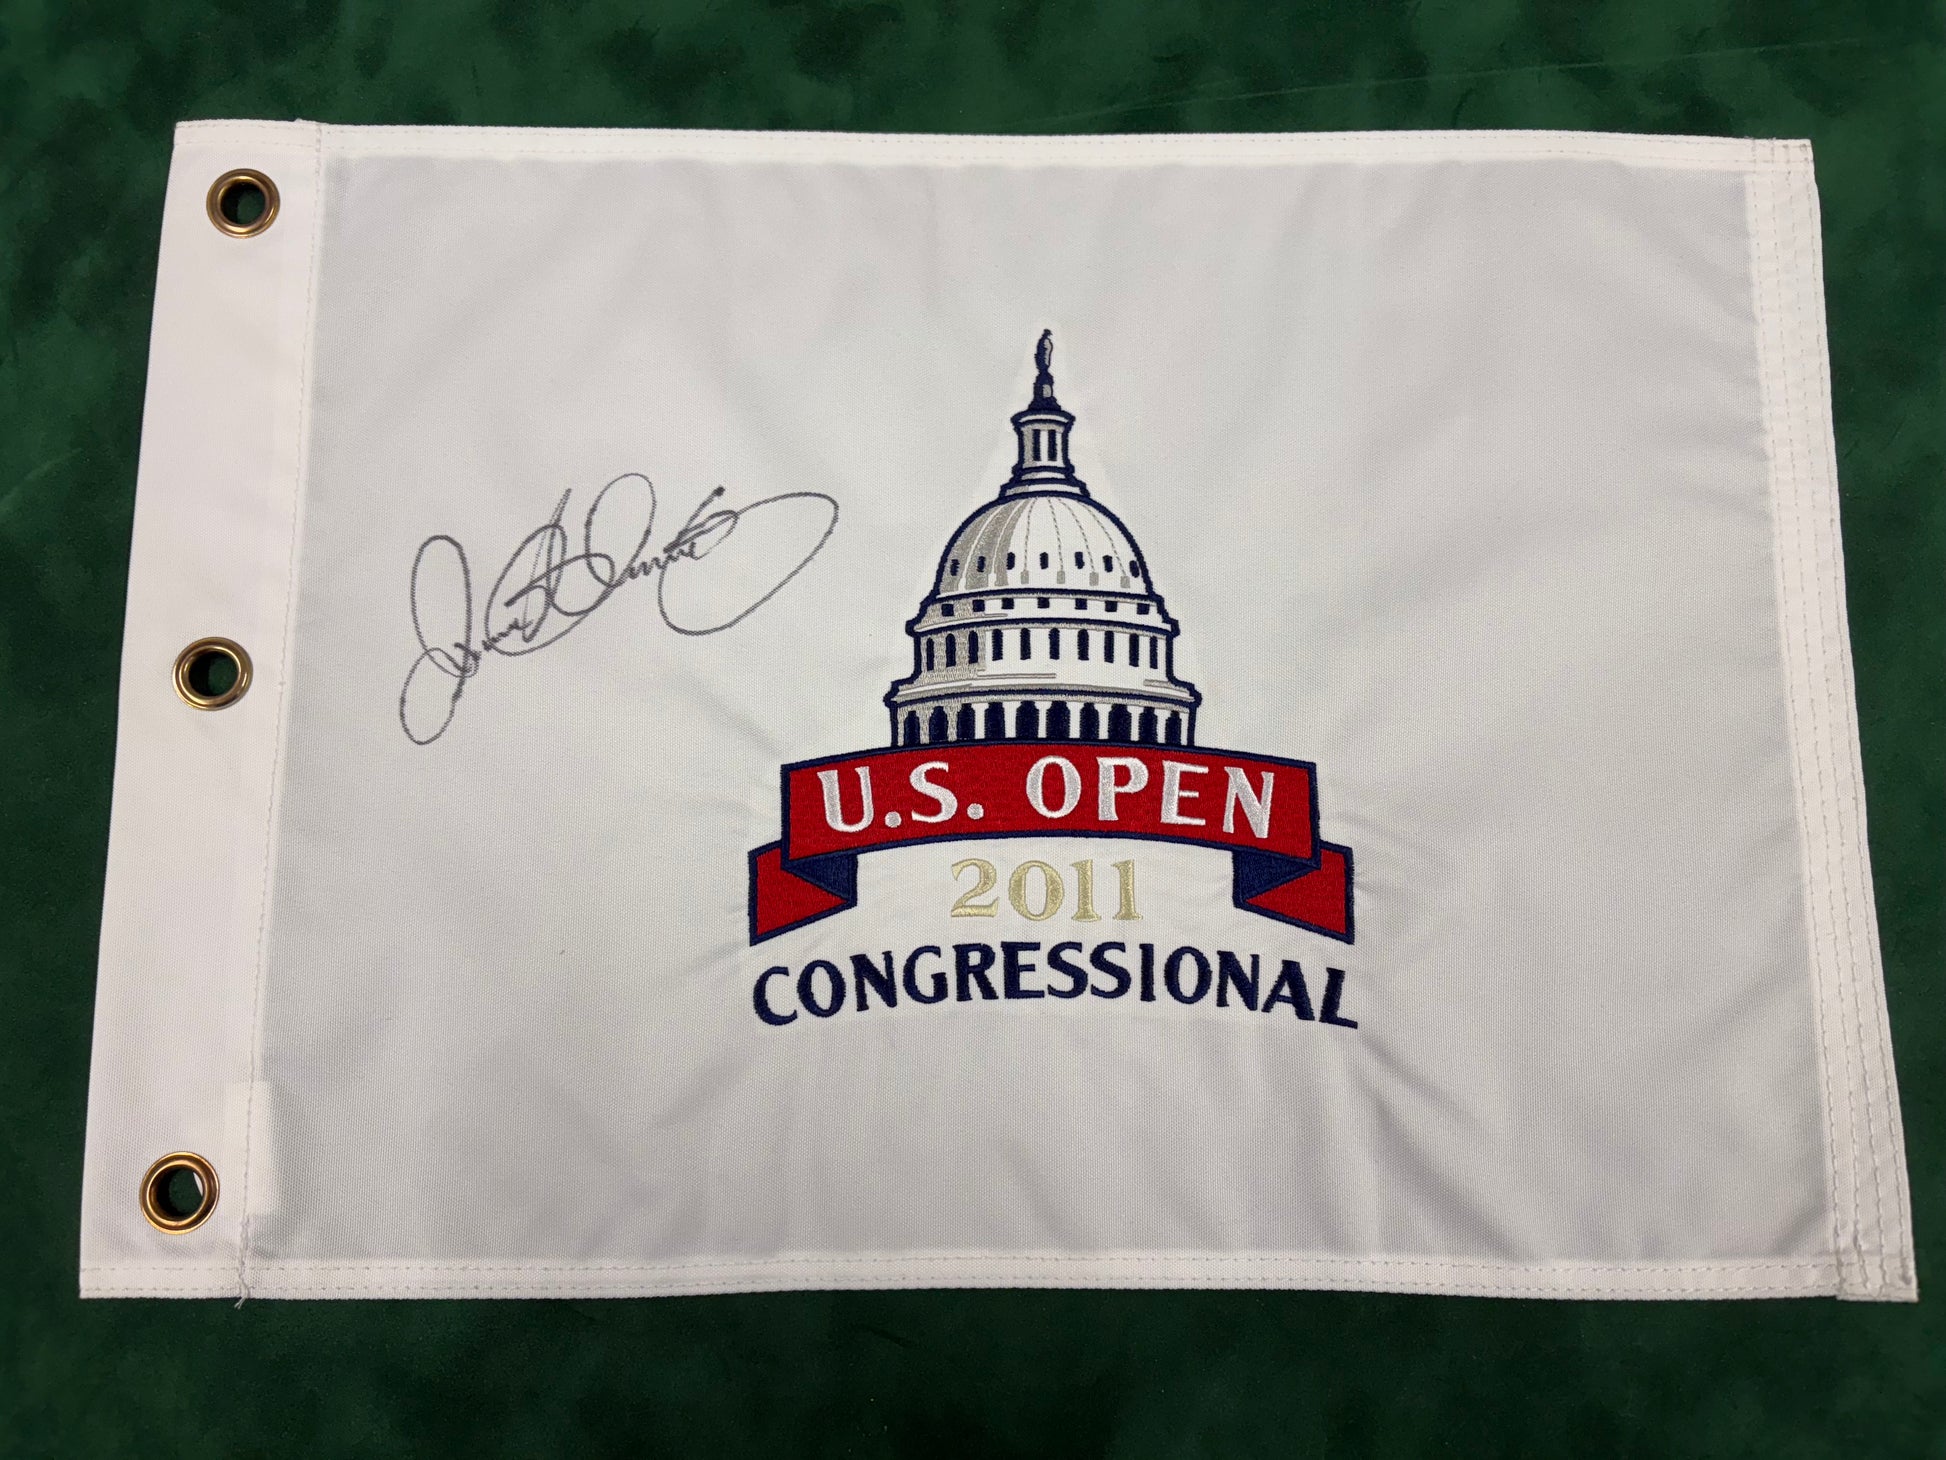 U.S. OPEN
2011
CONGRESSIONAL